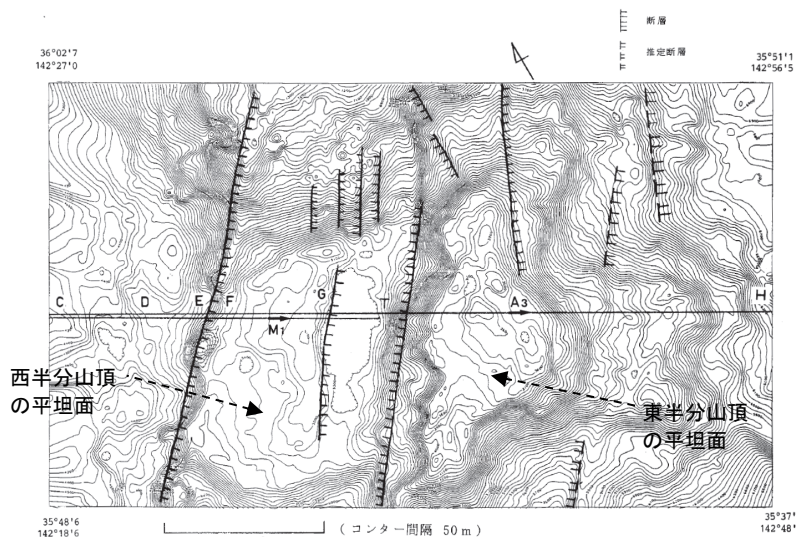 断層
推定断層
36°02'7
142°27'0
35°51'1
142°56'5
C D E F G T A3 H
M1
西半分山頂
の平坦面
東半分山頂
の平坦面
35°48'6
142°18'6
35°37'
142°48'
(コンター間隔 50m)